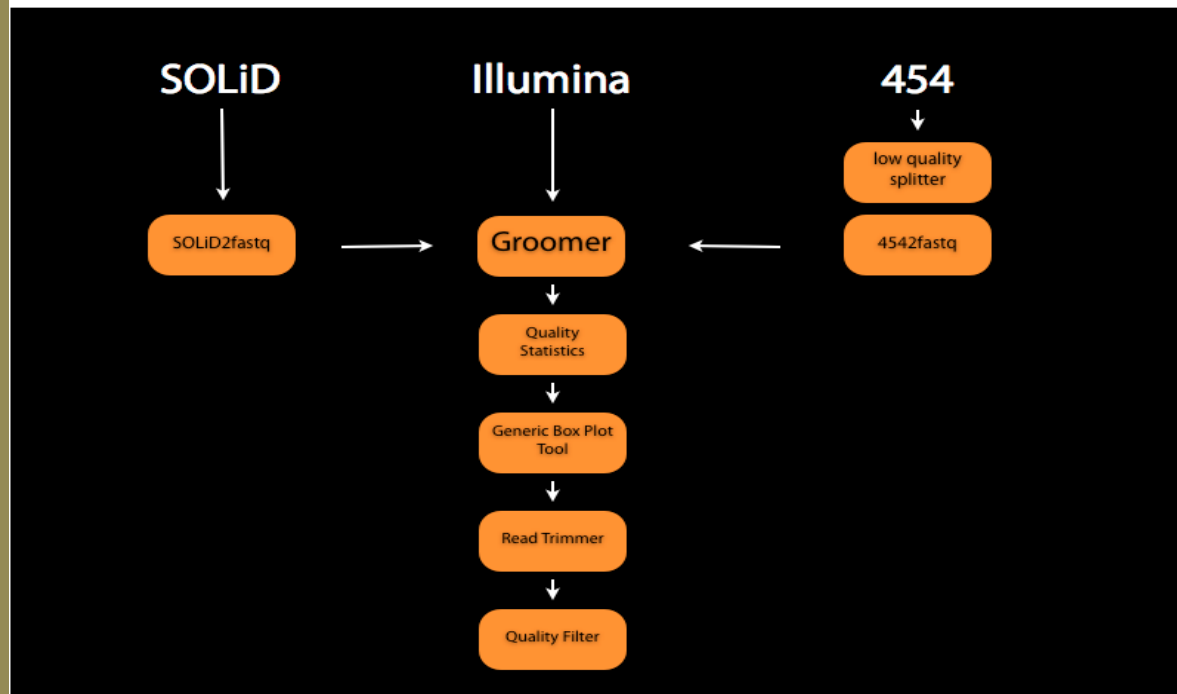 SOLiD
Illumina
454
low quality
splitter
SOLiD2fastq
Groomer
4542fastq
Quality
Statistics
Generic Box Plot
Tool
Read Trimmer
Quality Filter